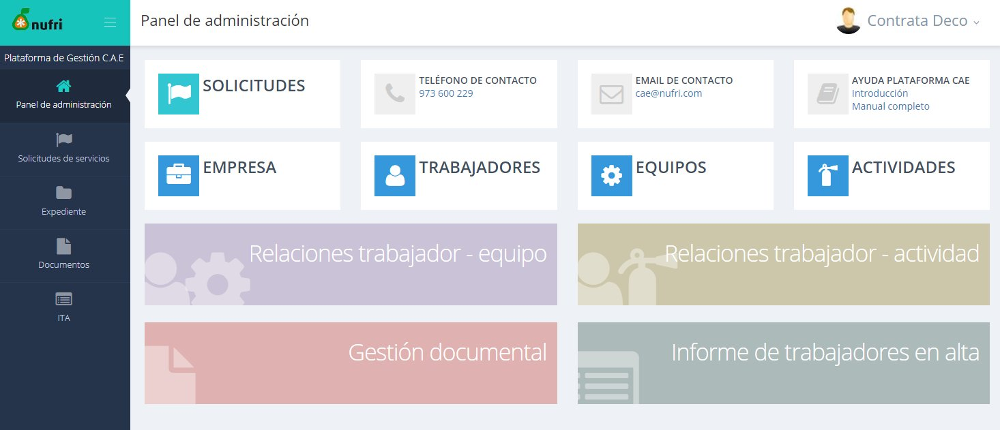 nufri
Panel de administración
Contrata Deco
Plataforma de Gestión C.A.E
Panel de administración
Solicitudes de servicios
Expediente
Documentos
ITA
SOLICITUDES
TELÉFONO DE CONTACTO
973 600 229
EMAIL DE CONTACTO
cae@nufri.com
AYUDA PLATAFORMA CAE
Introducción
Manual completo
EMPRESA
TRABAJADORES
EQUIPOS
ACTIVIDADES
Relaciones trabajador - equipo
Relaciones trabajador - actividad
Gestión documental
Informe de trabajadores en alta